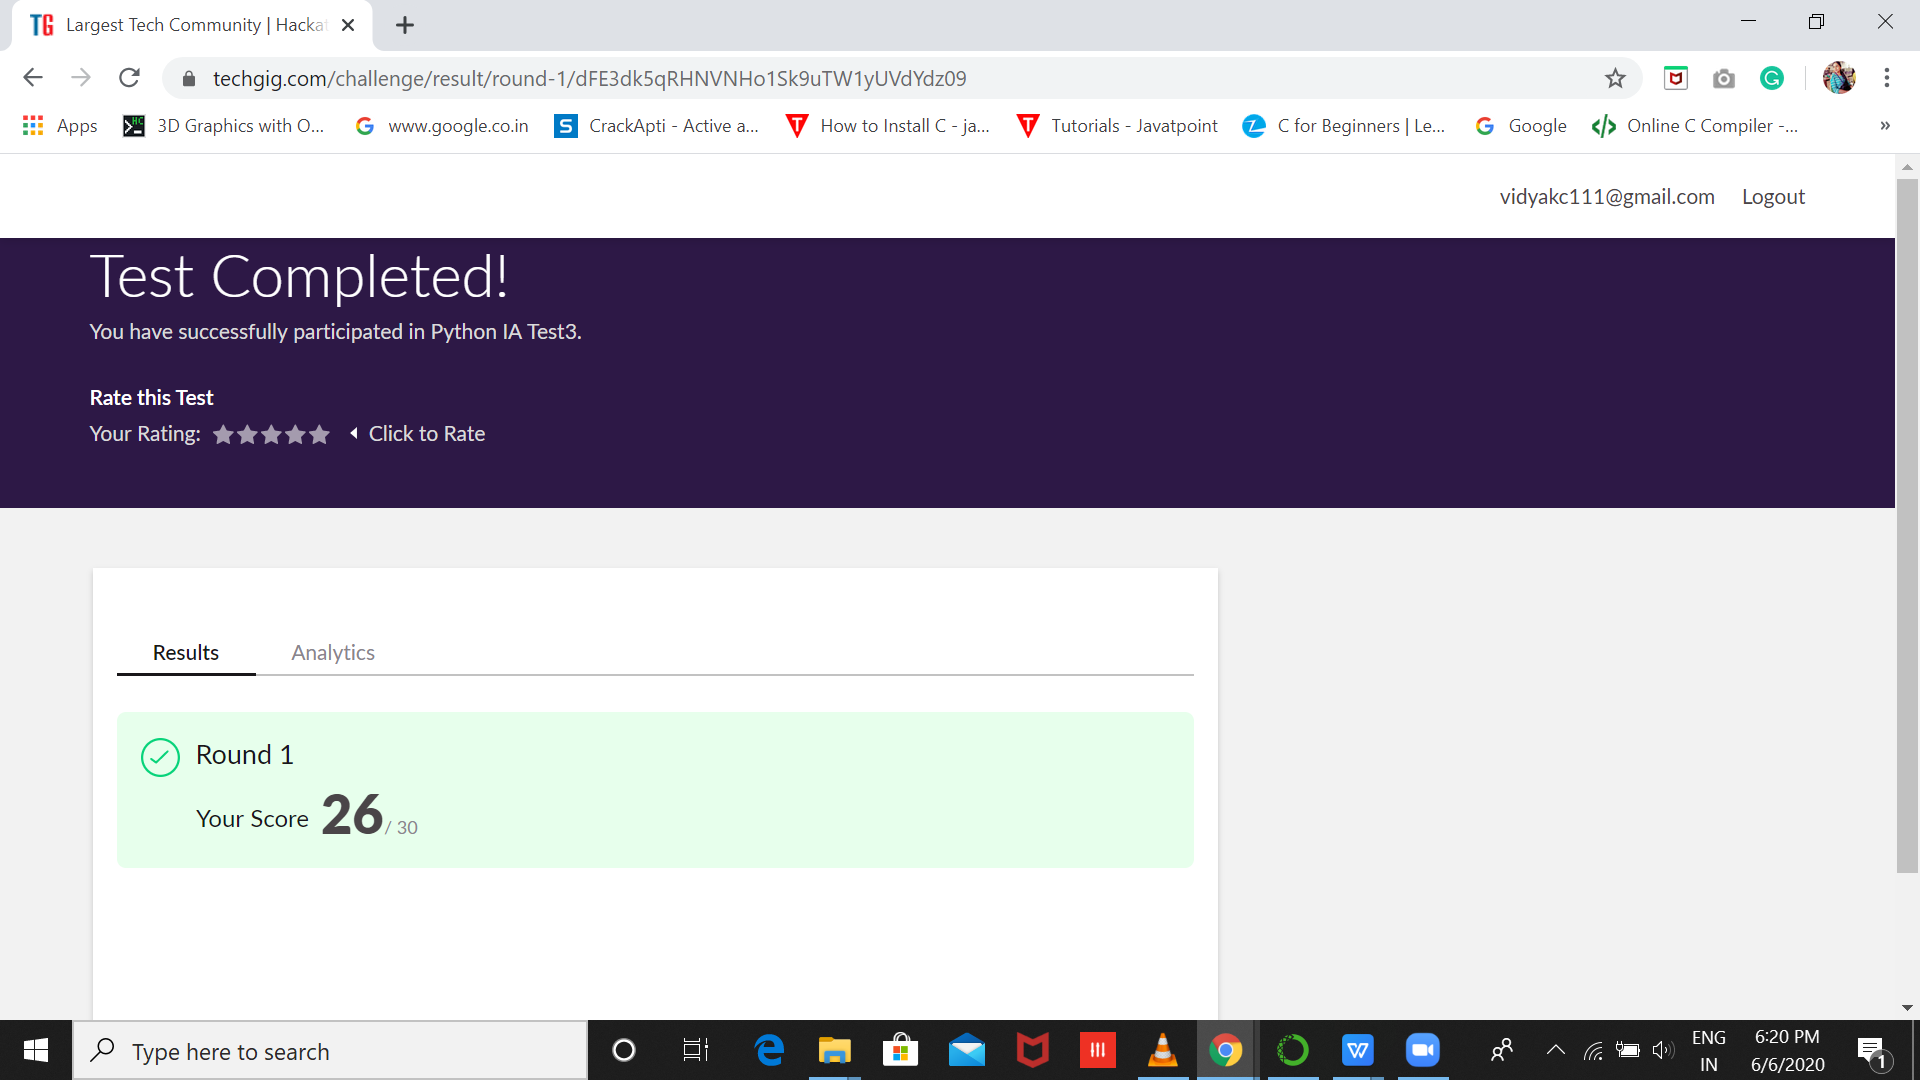 TG Largest Tech Community | Hacka
techgig.com/challenge/result/round-1/dFE3dk5qRHNVNHo1Sk9uTW1yUVdYdz09
Apps 3D Graphics with O... www.google.co.in CrackApti - Active a... How to Install C - ja... Tutorials - Javatpoint C for Beginners | Le... Google Online C Compiler -... »
vidyakc111@gmail.com Logout
Test Completed!
You have successfully participated in Python IA Test3.
Rate this Test
Your Rating: Click to Rate
Results Analytics
Round 1
Your Score 26 / 30
Type here to search
ENG
IN
6:20 PM
6/6/2020
1